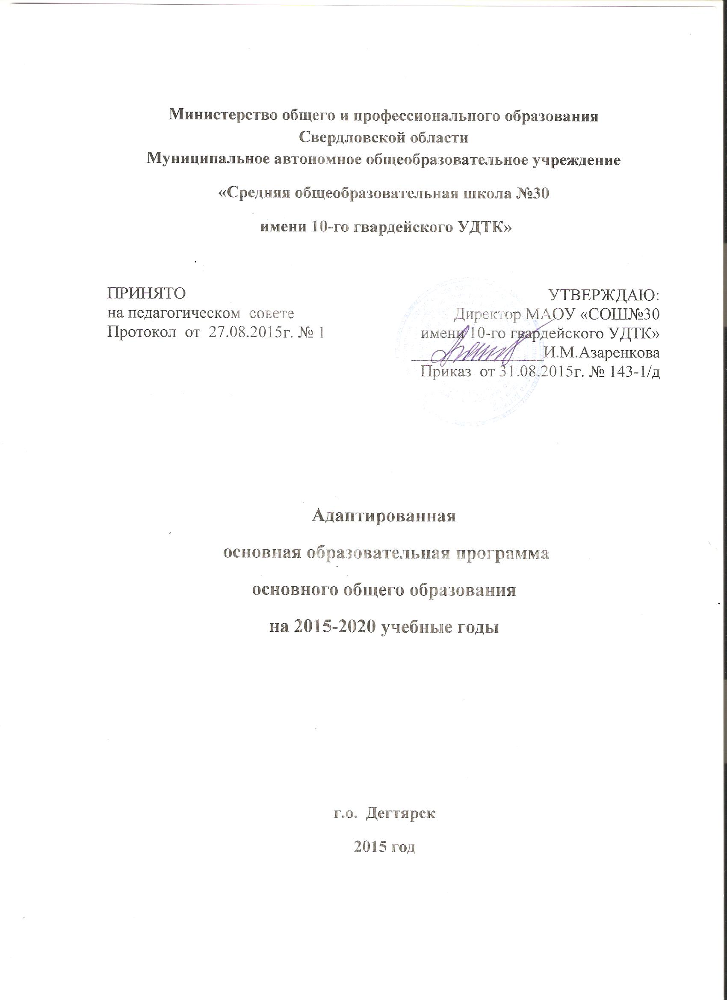 Министерство общего и профессионального образования
Свердловской области
Муниципальное автономное общеобразовательное учреждение
«Средняя общеобразовательная школа №30
имени 10-го гвардейского УДТК»
ПРИНЯТО
на педагогическом совете
Протокол от 27.08.2015г. № 1
УТВЕРЖДАЮ:
Директор МАОУ «СОШ№30
имени 10-го гвардейского УДТК»
И.М.Азаренкова
Приказ от 31.08.2015г. № 143-1/д
Адаптированная
основная образовательная программа
основного общего образования
на 2015-2020 учебные годы
г.о. Дегтярск
2015 год